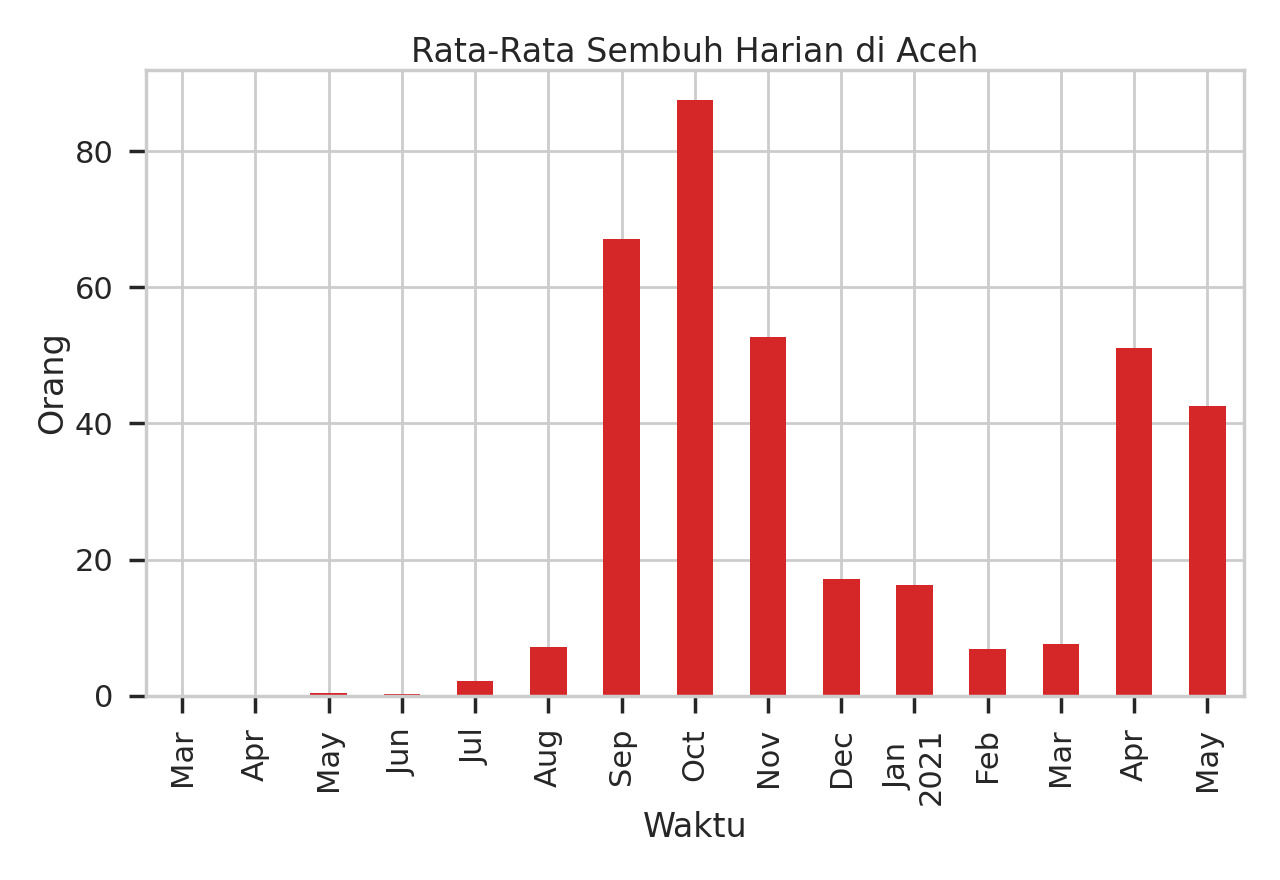 Rata-Rata Sembuh Harian di Aceh
Orang
80
60
40
20
0
Mar
Apr
May
Jun
Jul
Aug
Sep
Oct
Nov
Dec
Jan
2021
Feb
Mar
Apr
May
Waktu